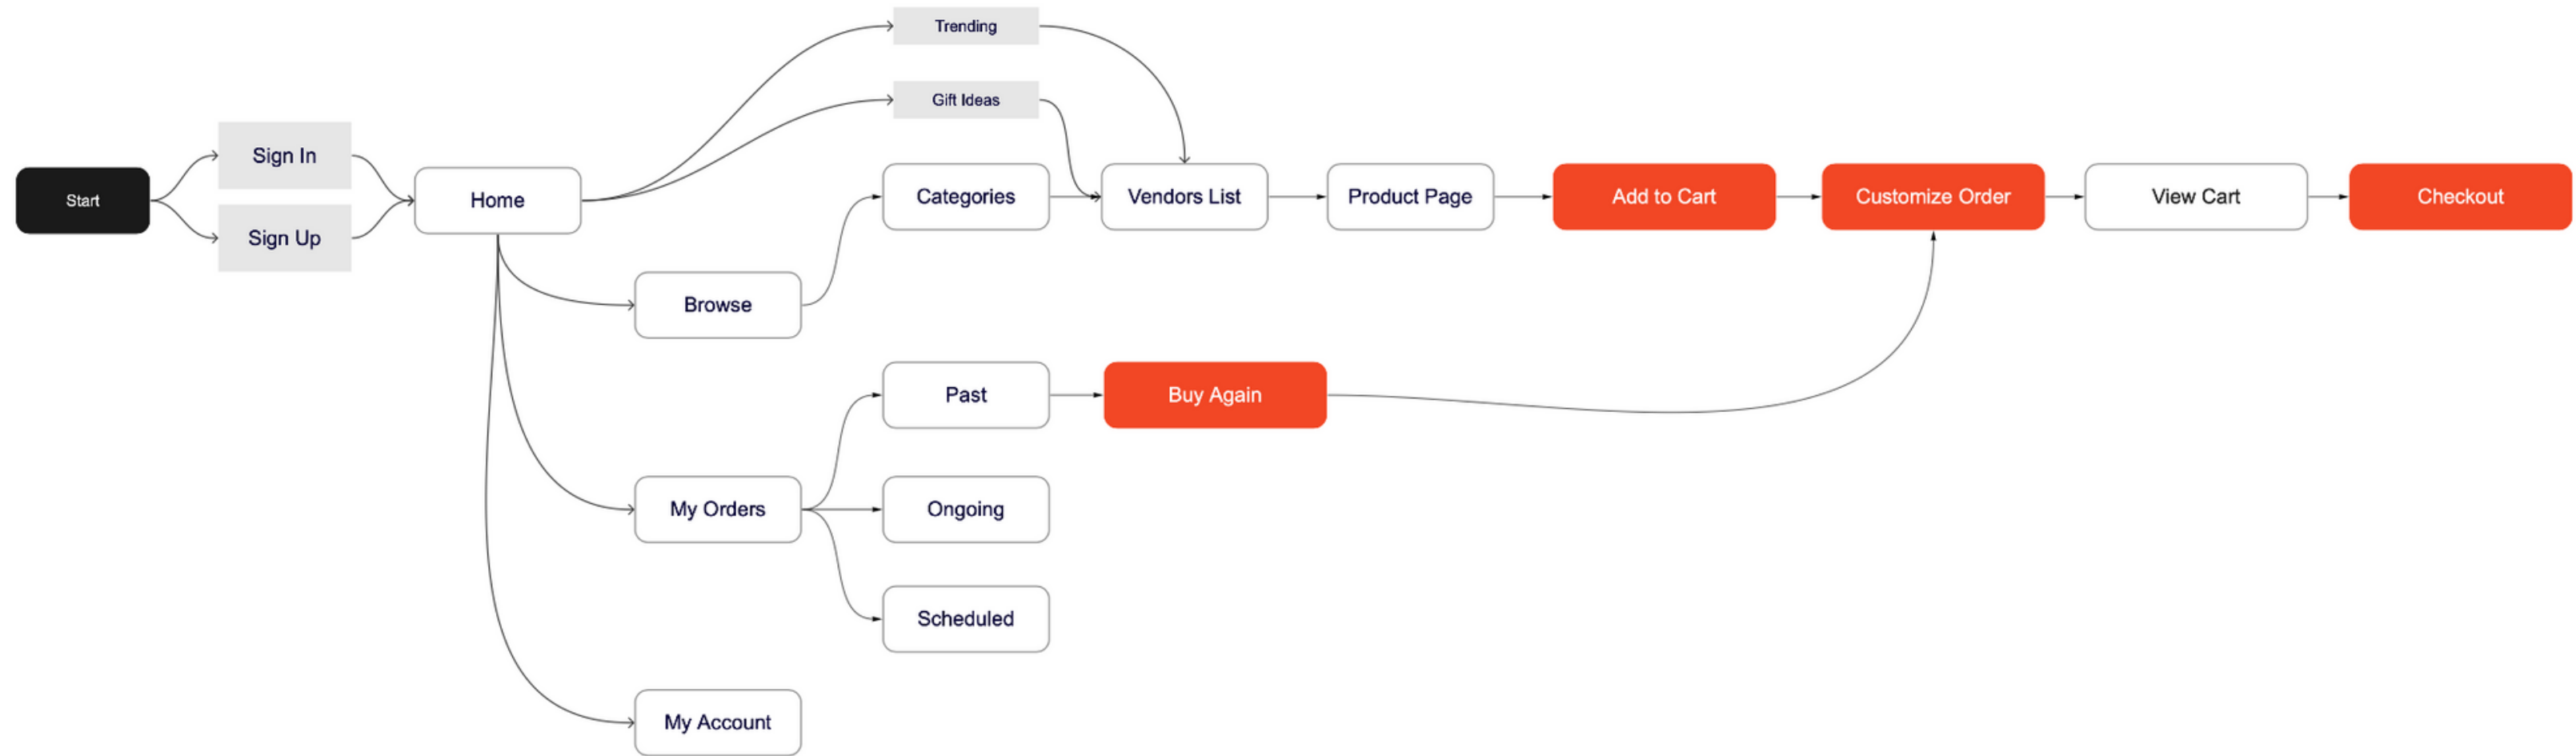 Trending
Gift Ideas
Sign In
Start
Home
Categories
Vendors List
Product Page
Add to Cart
Customize Order
View Cart
Checkout
Sign Up
Browse
Past
Buy Again
My Orders
Ongoing
Scheduled
My Account